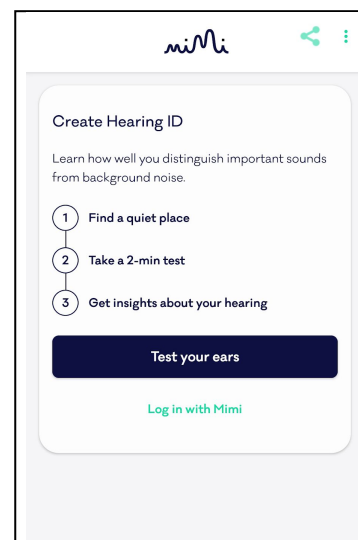 mimi
Create Hearing ID
Learn how well you distinguish important sounds
from background noise.
1 Find a quiet place
2 Take a 2-min test
3 Get insights about your hearing
Test your ears
Log in with Mimi